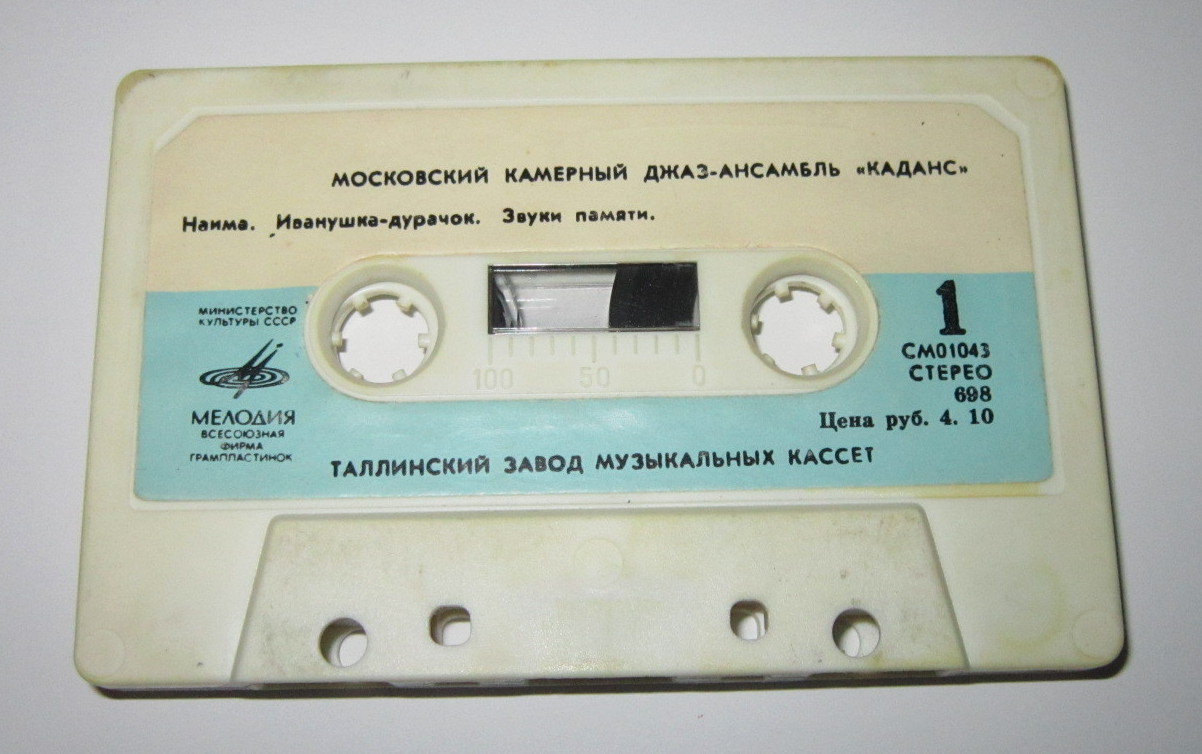 МОСКОВСКИЙ КАМЕРНЫЙ ДЖАЗ-АНСАМБЛЬ «КАДАНС»
Наима. Иванушка-дурачок. Звуки памяти.
МИНИСТЕРСТВО
КУЛЬТУРЫ СССР
МЕЛОДИЯ
ВСЕСОЮЗНАЯ
ФИРМА
ГРАМПЛАСТИНОК
100 50 0
1
СМ01043
СТЕРЕО
698
Цена руб. 4. 10
ТАЛЛИНСКИЙ ЗАВОД МУЗЫКАЛЬНЫХ КАССЕТ